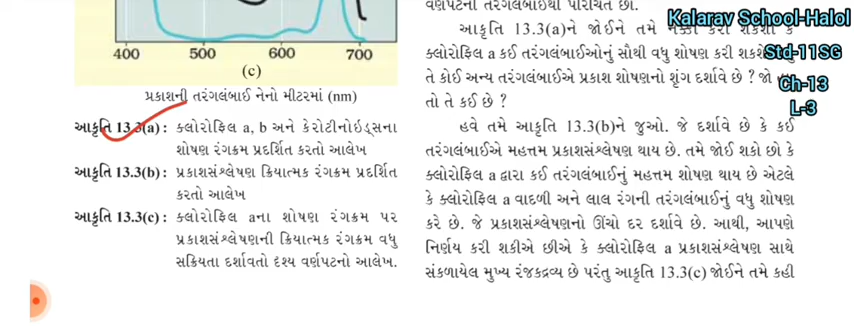 400 500 600 700
(c)
પ્રકાશની તરંગલંબાઈ નેનો મીટરમાં (nm)
આકૃતિ 13.3(a) : ક્લોરોફિલ a, b અને કેરોટીનોઇડ્સના
શોષણ રંગક્રમ પ્રદર્શિત કરતો આલેખ
આકૃતિ 13.3(b) : પ્રકાશસંશ્લેષણ ક્રિયાત્મક રંગક્રમ પ્રદર્શિત
કરતો આલેખ
આકૃતિ 13.3(c) : ક્લોરોફિલ aના શોષણ રંગક્રમ પર
પ્રકાશસંશ્લેષણની ક્રિયાત્મક રંગક્રમ વધુ
સક્રિયતા દર્શાવતો દૃશ્ય વર્ણપટનો આલેખ.
વર્ણપટની તરંગલંબાઇથી પરિચિત છો.
આકૃતિ 13.3(a)ને જોઈને તમે નક્કી કરી શકશો કે
ક્લોરોફિલ a કઈ તરંગલંબાઈઓનું સૌથી વધુ શોષણ કરી શકશે
તે કોઈ અન્ય તરંગલંબાઈએ પ્રકાશ શોષણનો શૃંગ દર્શાવે છે ? જો
તો તે કઈ છે ?
હવે તમે આકૃતિ 13.3(b)ને જુઓ. જે દર્શાવે છે કે કઈ
તરંગલંબાઈએ મહત્તમ પ્રકાશસંશ્લેષણ થાય છે. તમે જોઈ શકો છો કે
ક્લોરોફિલ a દ્વારા કઈ તરંગલંબાઈનું મહત્તમ શોષણ થાય છે એટલે
કે ક્લોરોફિલ a વાદળી અને લાલ રંગની તરંગલંબાઈનું વધુ શોષણ
કરે છે. જે પ્રકાશસંશ્લેષણનો ઊંચો દર દર્શાવે છે. આથી, આપણે
નિર્ણય કરી શકીએ છીએ કે ક્લોરોફિલ a પ્રકાશસંશ્લેષણ સાથે
સંકળાયેલ મુખ્ય રંજકદ્રવ્ય છે પરંતુ આકૃતિ 13.3(c) જોઈને તમે કહી
Kalarav School-Halol
Std-11SG
Ch-13
L-3